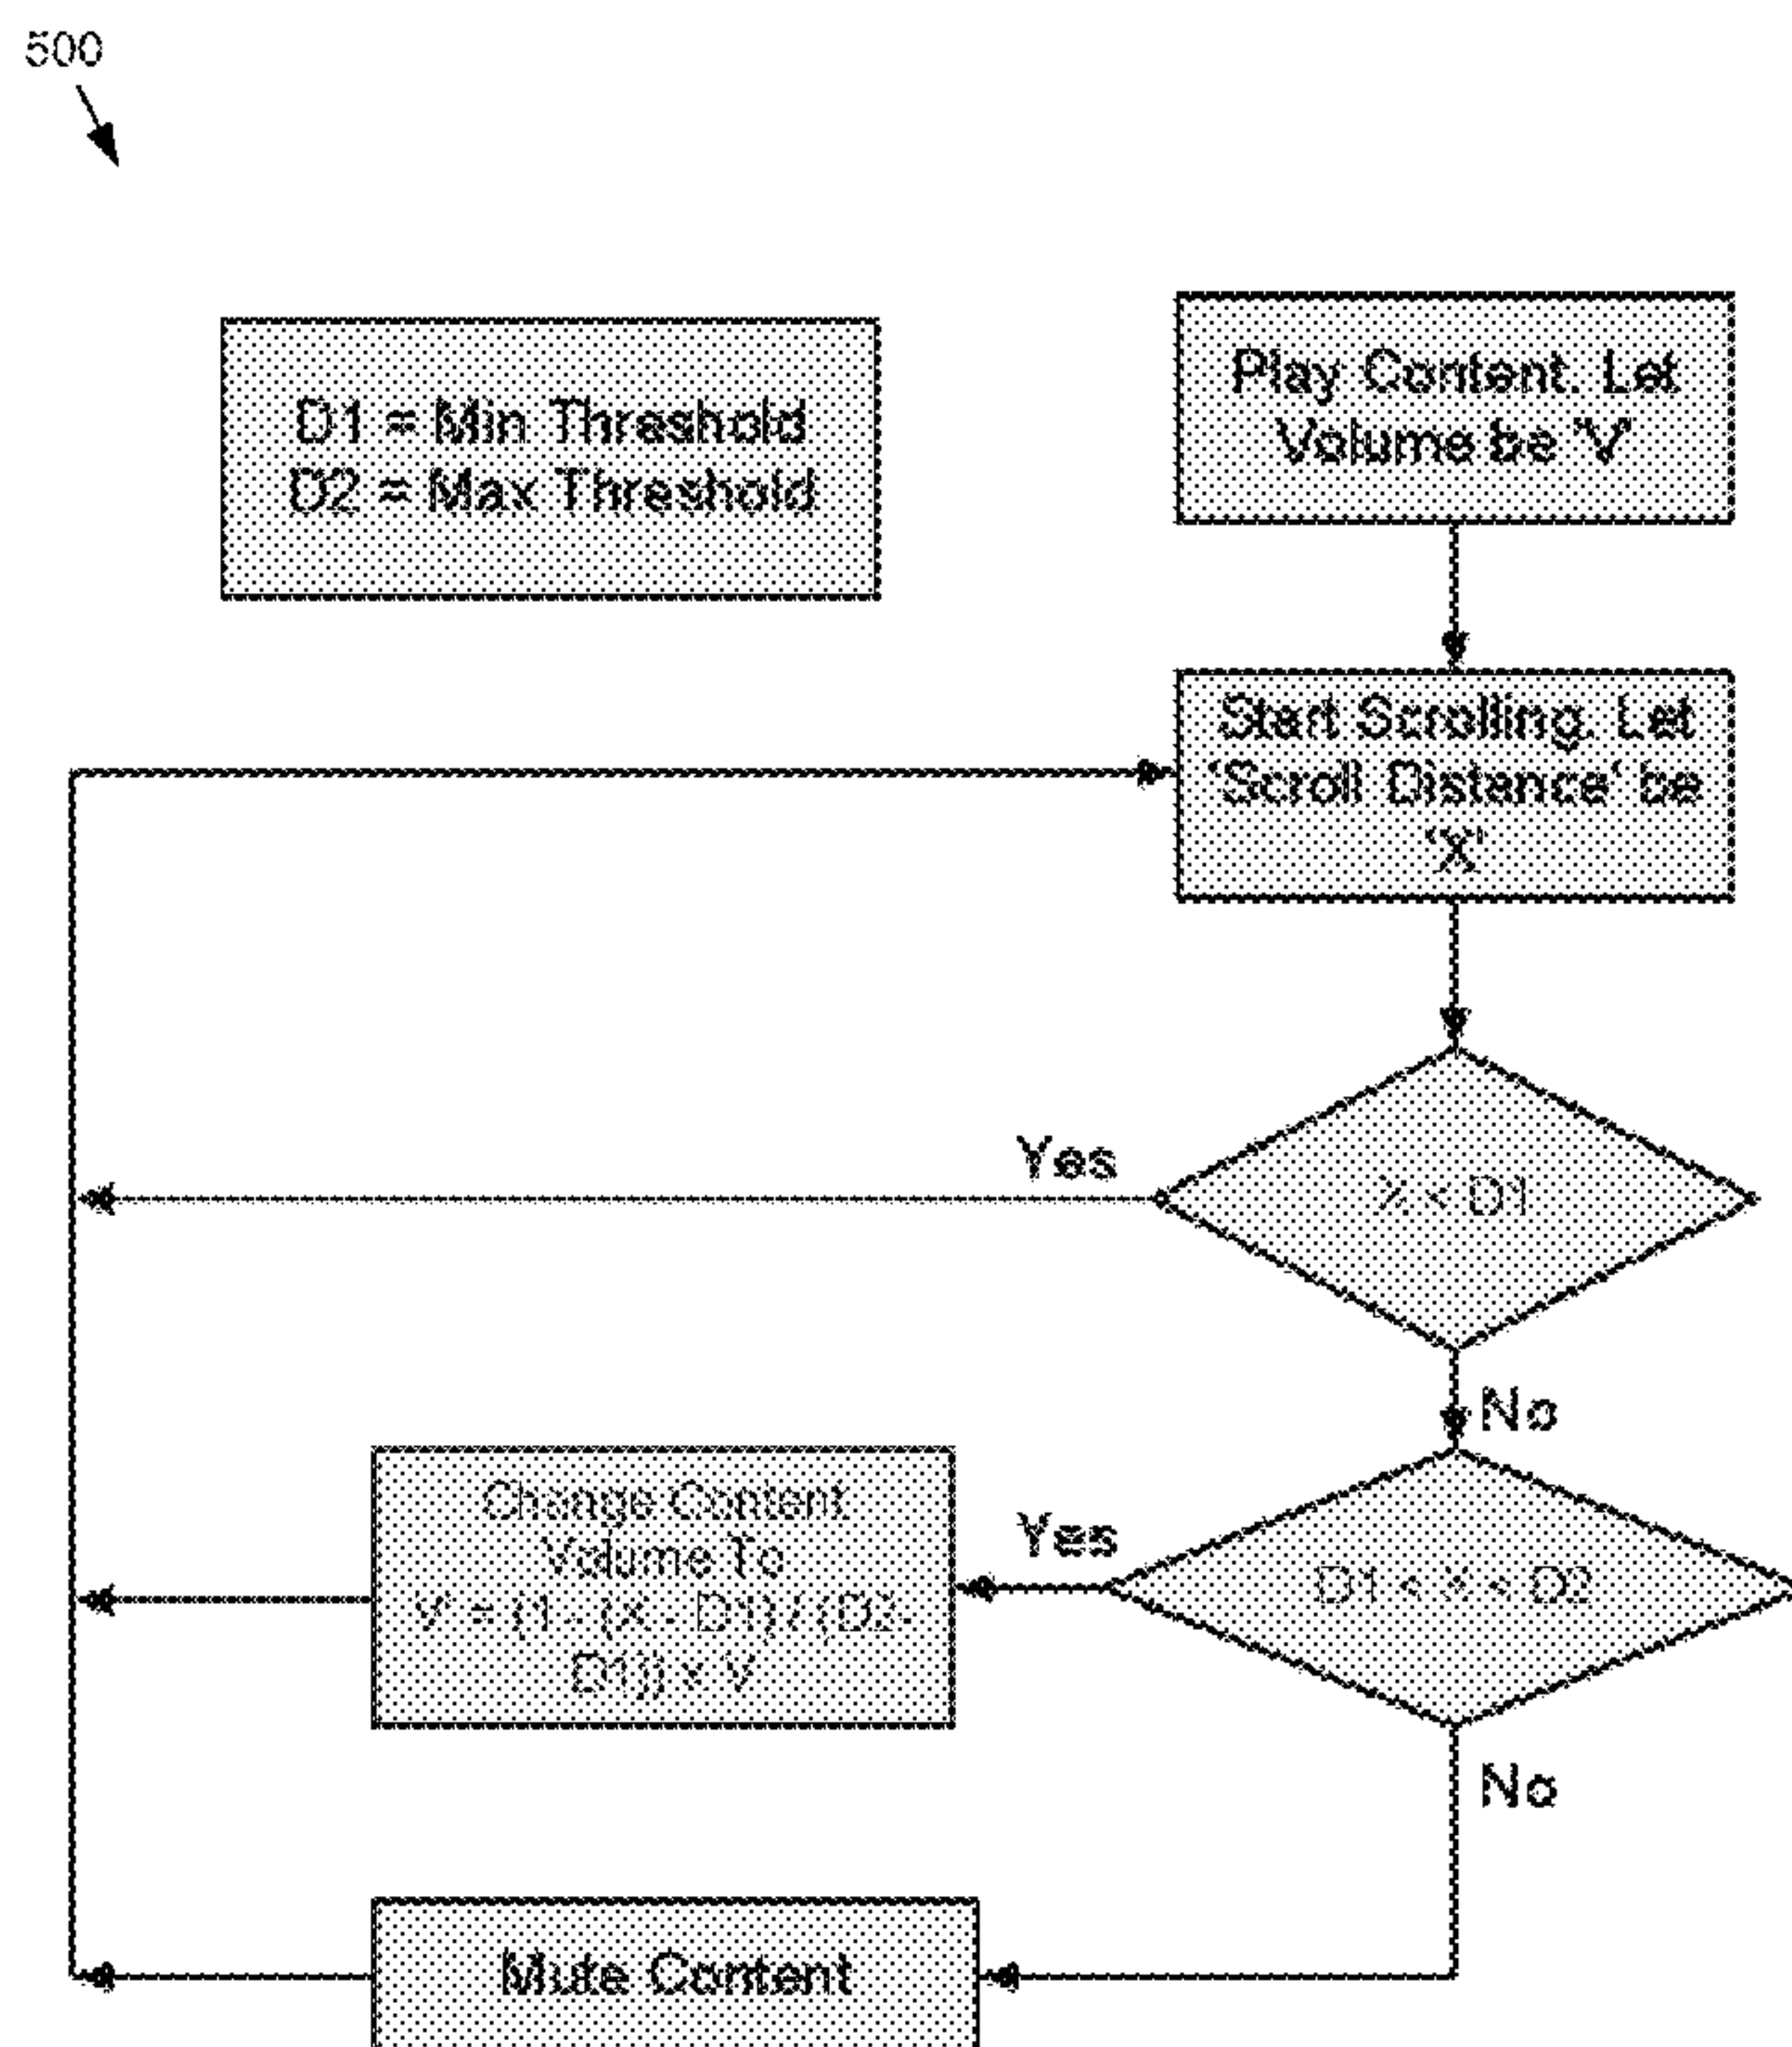 500
D1 = Min Threshold
D2 = Max Threshold
Play Content. Let
Volume be 'V'
Start Scrolling. Let
'Scroll Distance' be
'X'
Yes
X < D1
No
Change Content
Volume To
V' = (1 - (X - D1) / (D2-
D1)) x V
Yes
D1 < X < D2
No
Mute Content